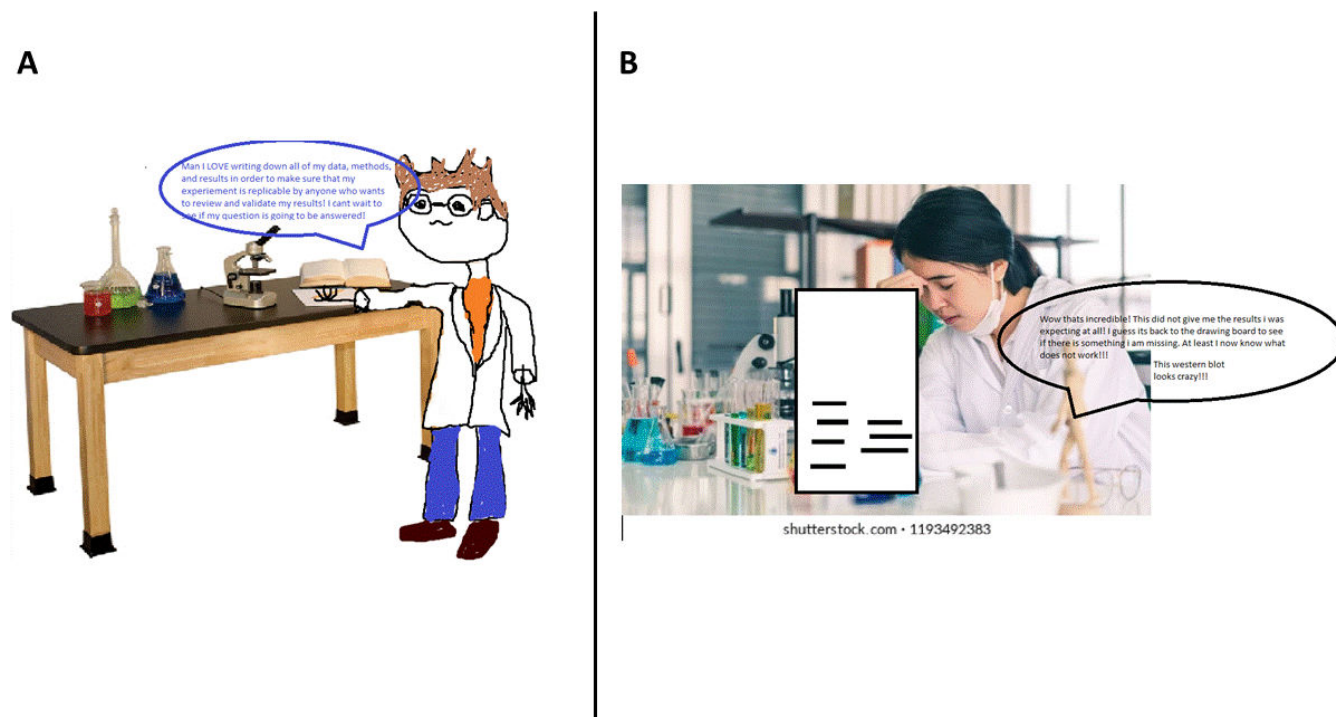 A
Man I LOVE writing down all of my data, methods,
and results in order to make sure that my
experiement is replicable by anyone who wants
to review and validate my results! I cant wait to
see if my question is going to be answered!
B
Wow thats incredible! This did not give me the results i was
expecting at all! I guess its back to the drawing board to see
if there is something i am missing. At least I now know what
does not work!!!
This western blot
looks crazy!!!
shutterstock.com · 1193492383